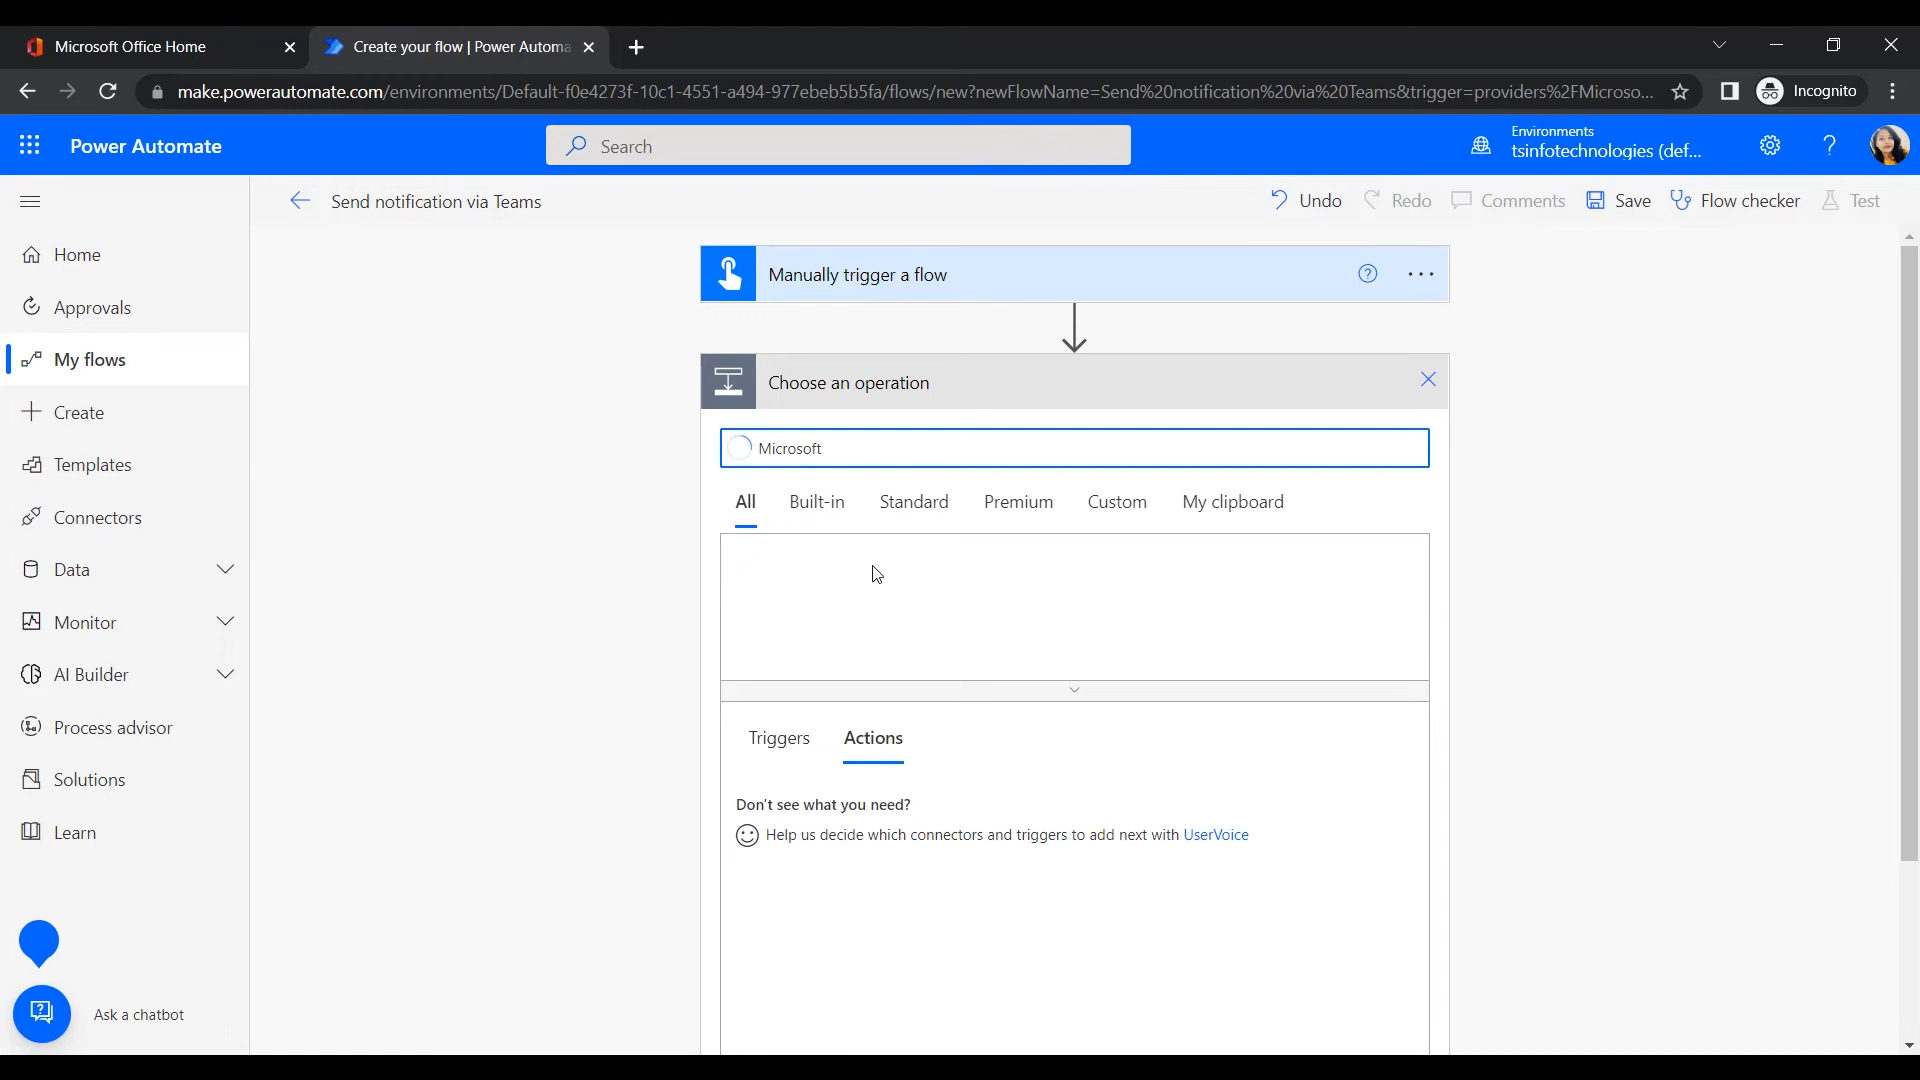 Microsoft Office Home
Create your flow | Power Automa
make.powerautomate.com/environments/Default-f0e4273f-10c1-4551-a494-977ebeb5b5fa/flows/new?newFlowName=Send%20notification%20via%20Teams&trigger=providers%2FMicroso...
Incognito
Power Automate
Search
Environments
tsinfotechnologies (def...
?
Send notification via Teams
Undo
Redo
Comments
Save
Flow checker
Test
Home
Approvals
My flows
Create
Templates
Connectors
Data
Monitor
AI Builder
Process advisor
Solutions
Learn
Ask a chatbot
Manually trigger a flow
?
Choose an operation
Microsoft
All Built-in Standard Premium Custom My clipboard
Triggers Actions
Don't see what you need?
Help us decide which connectors and triggers to add next with UserVoice